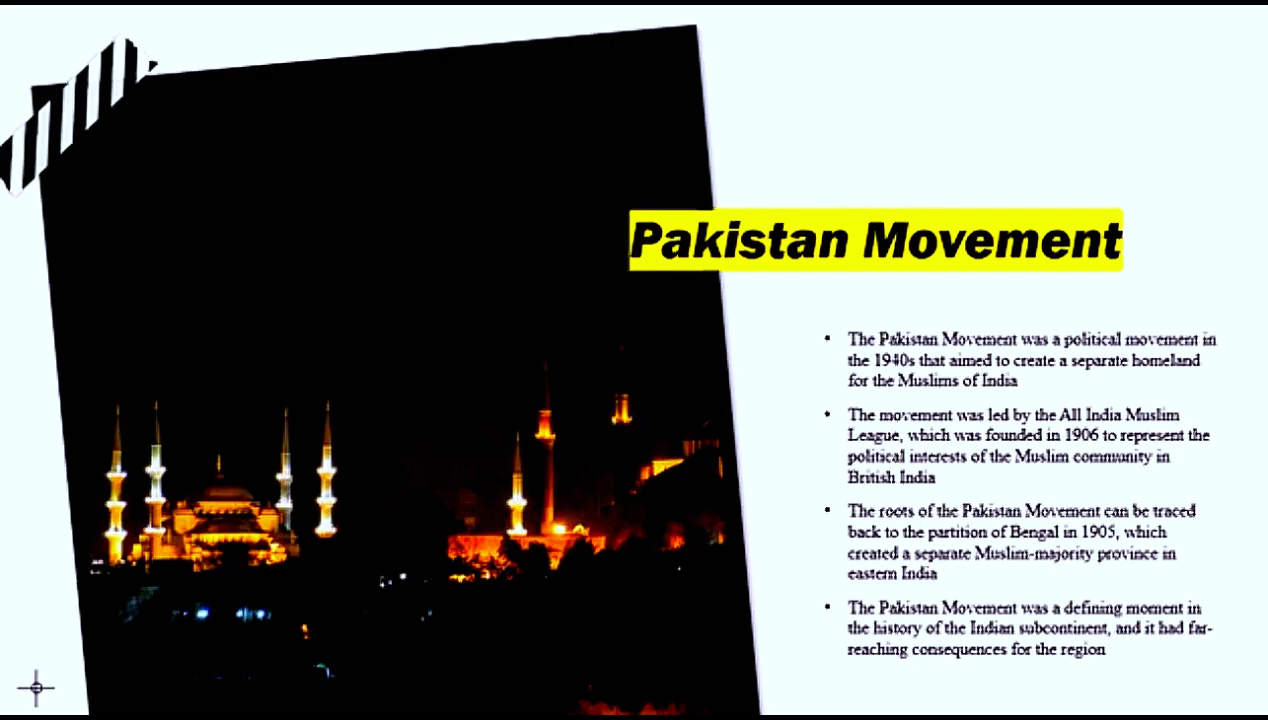 Pakistan Movement
• The Pakistan Movement was a political movement in
the 1940s that aimed to create a separate homeland
for the Muslims of India
• The movement was led by the All India Muslim
League, which was founded in 1906 to represent the
political interests of the Muslim community in
British India
• The roots of the Pakistan Movement can be traced
back to the partition of Bengal in 1905, which
created a separate Muslim-majority province in
eastern India
• The Pakistan Movement was a defining moment in
the history of the Indian subcontinent, and it had far-
reaching consequences for the region